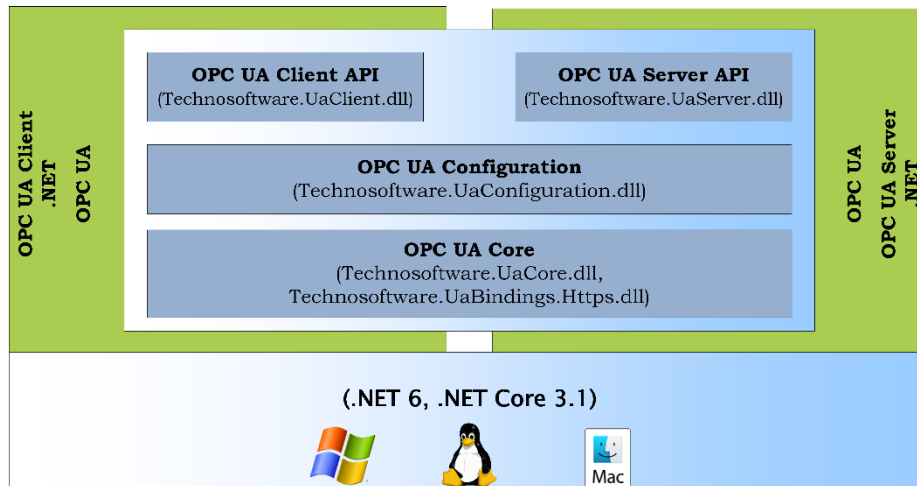 OPC UA Client
.NET
OPC UA
OPC UA Client API
(Technosoftware.UaClient.dll)
OPC UA Server API
(Technosoftware.UaServer.dll)
OPC UA Configuration
(Technosoftware.UaConfiguration.dll)
OPC UA Core
(Technosoftware.UaCore.dll,
Technosoftware.UaBindings.Https.dll)
OPC UA
OPC UA Server
.NET
(.NET 6, .NET Core 3.1)
Mac